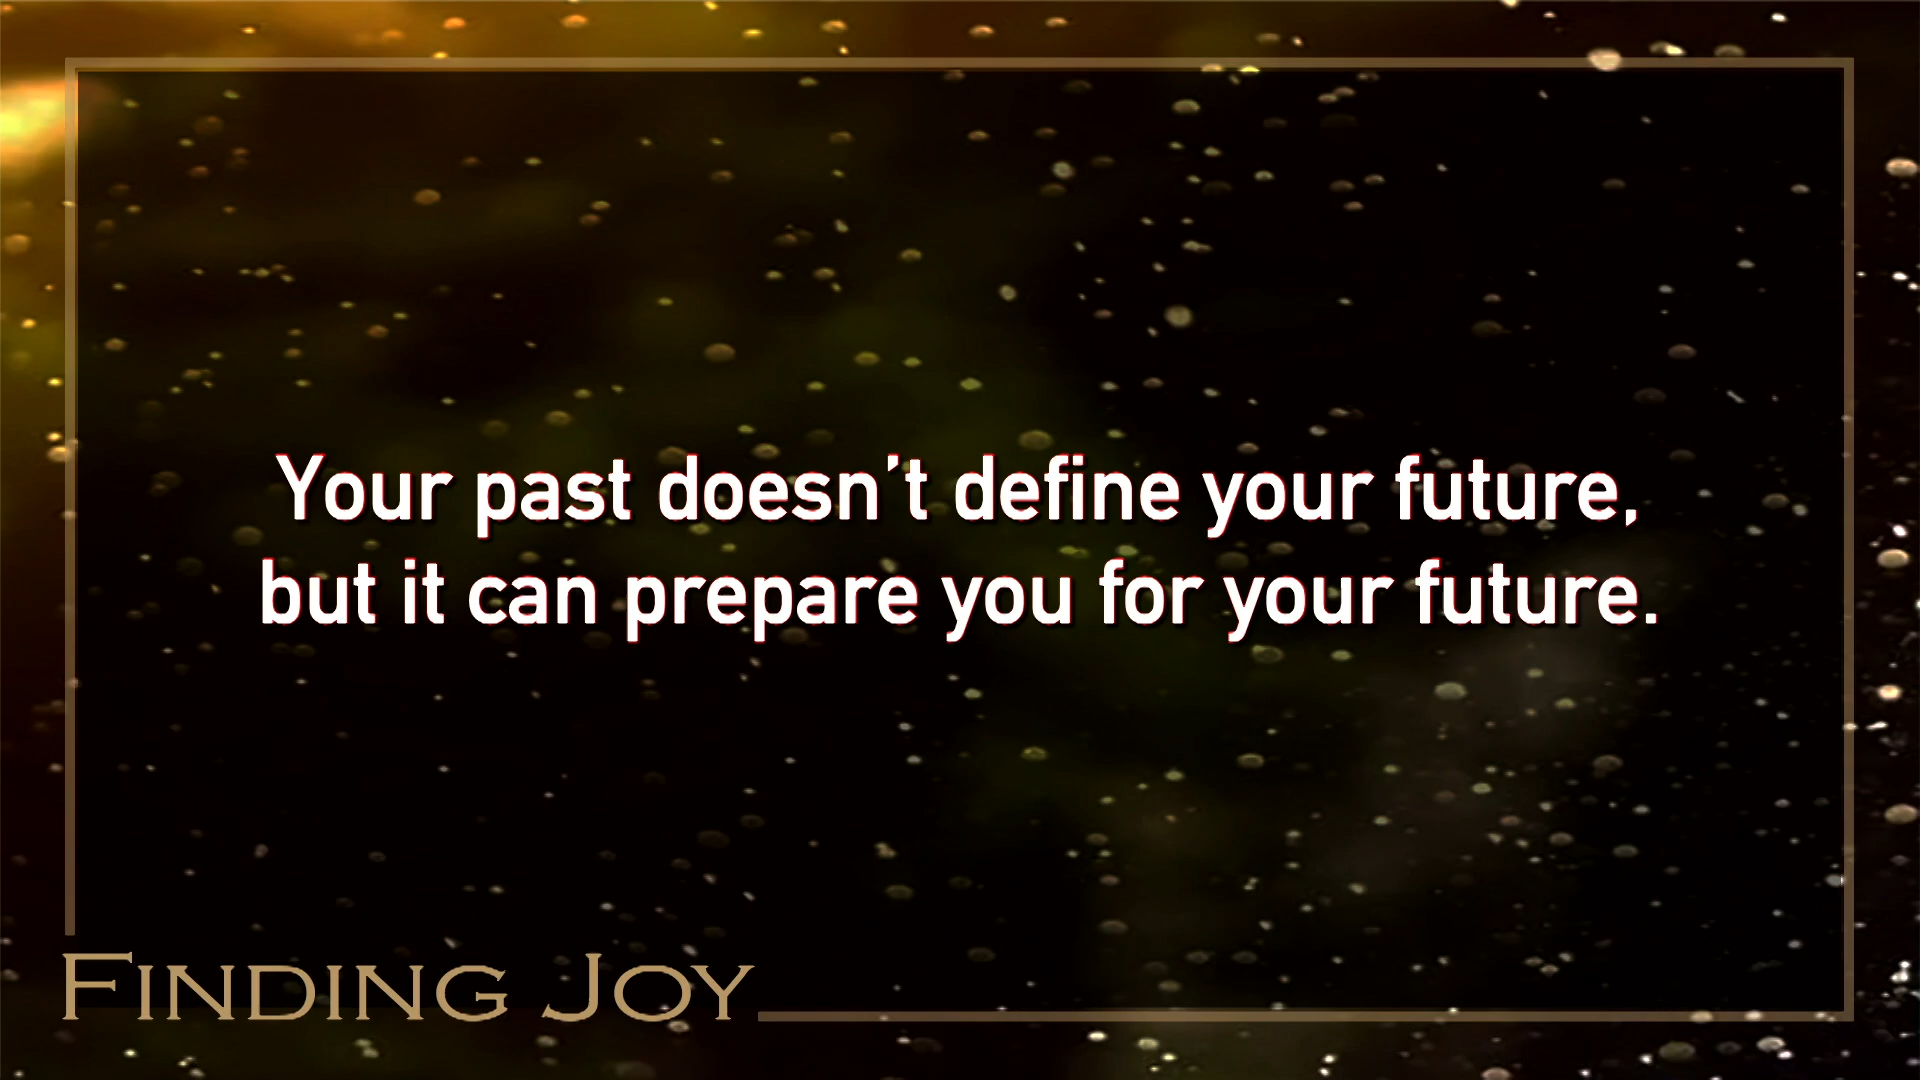 Your past doesn’t define your future,
but it can prepare you for your future.
Finding Joy